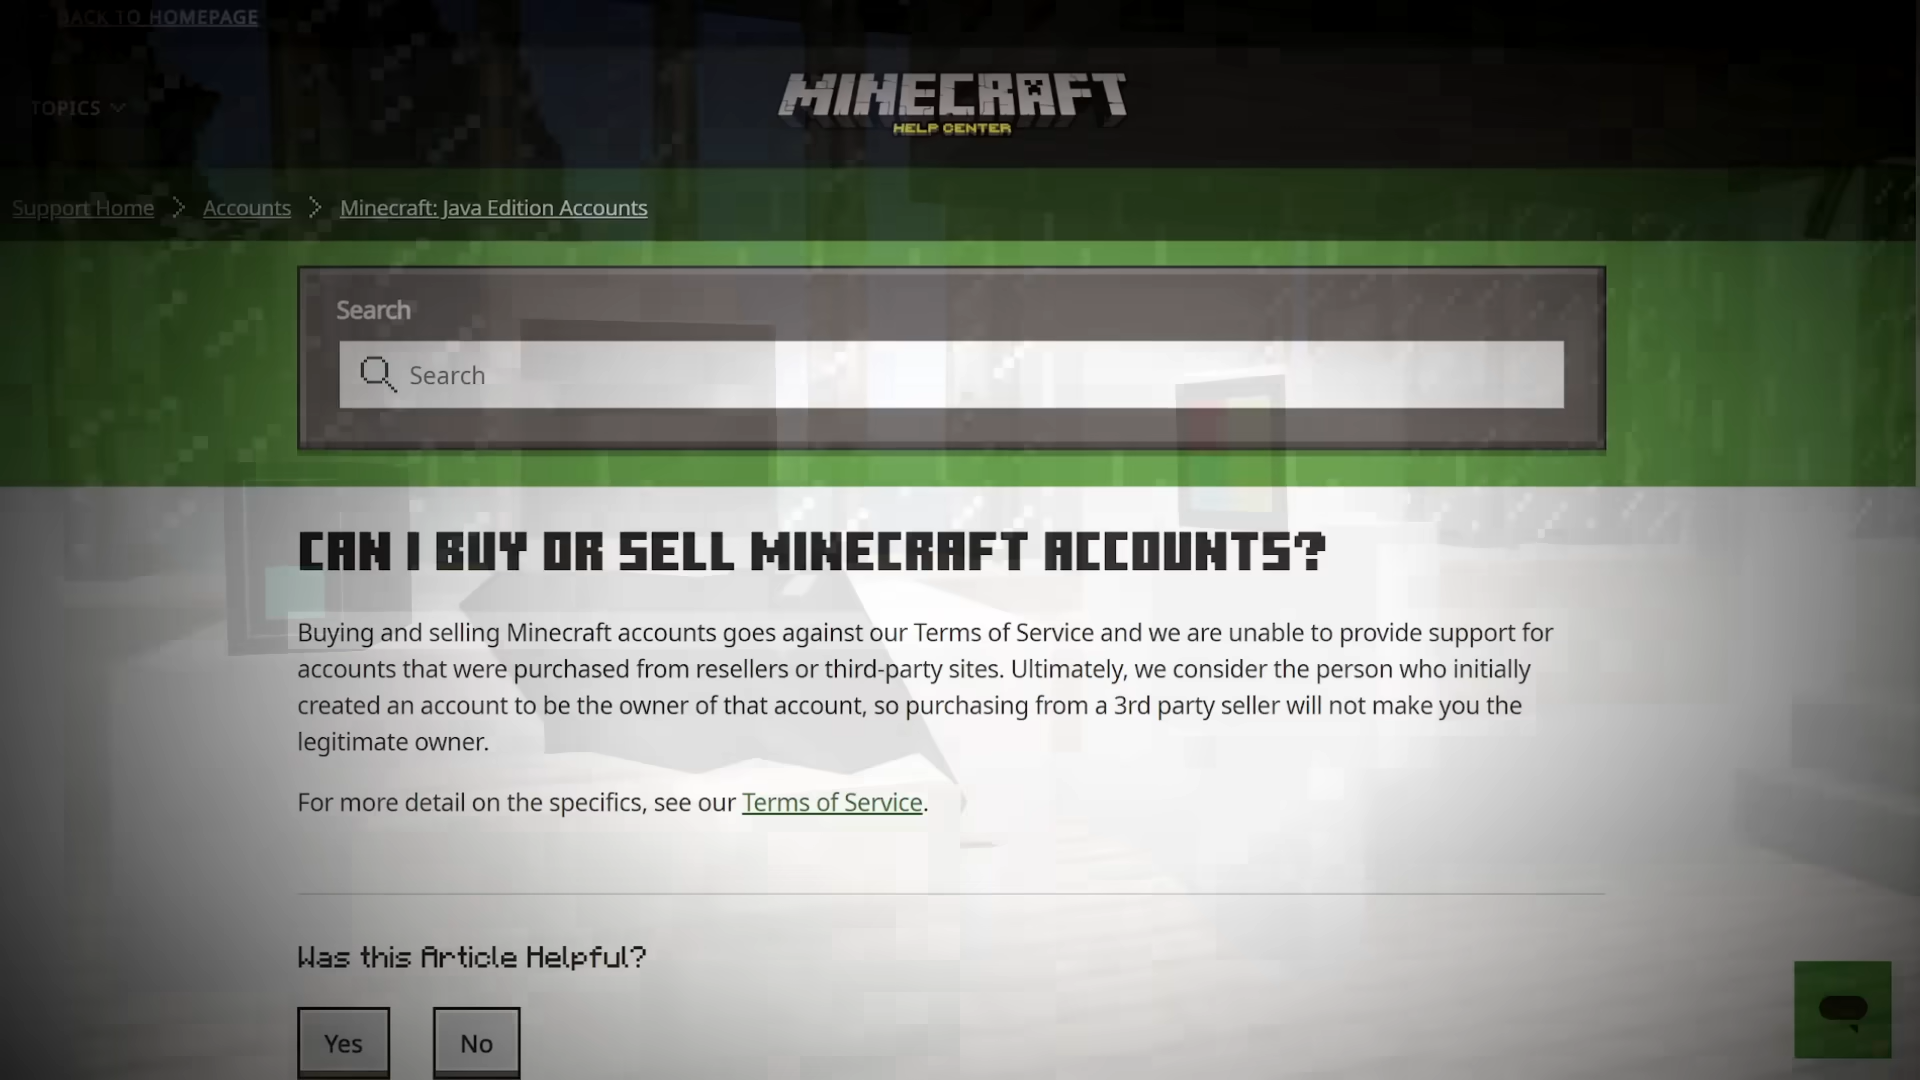 BACK TO HOMEPAGE
TOPICS
MINECRAFT
HELP CENTER
Support Home > Accounts > Minecraft: Java Edition Accounts
Search
Search
CAN I BUY OR SELL MINECRAFT ACCOUNTS?
Buying and selling Minecraft accounts goes against our Terms of Service and we are unable to provide support for
accounts that were purchased from resellers or third-party sites. Ultimately, we consider the person who initially
created an account to be the owner of that account, so purchasing from a 3rd party seller will not make you the
legitimate owner.
For more detail on the specifics, see our Terms of Service.
Was this Article Helpful?
Yes No